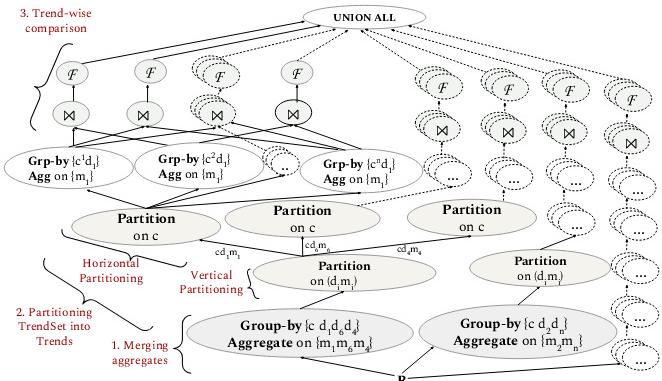 3. Trend-wise
comparison
UNION ALL
F F F F F F F F
⋈ ⋈ ⋈ ⋈ ⋈ ⋈ ⋈ ⋈
Grp-by {c¹d₁}
Agg on {m₁}
Grp-by {c²d₁}
Agg on {m₁}
..
Grp-by {cⁿd₁}
Agg on {m₁}
... ... ... ...
Partition
on c
Partition
on c
Partition
on c
... ...
cd₁m₁
cd₆m₆
cd₄m₄
Horizontal
Partitioning
Vertical
Partitioning
Partition
on (dᵢmᵢ)
Partition
on (dᵢmᵢ)
...
2. Partitioning
TrendSet into
Trends
...
1. Merging
aggregates
Group-by {c d₁d₆d₄}
Aggregate on {m₁m₆m₄}
Group-by {c d₂dₙ}
Aggregate on {m₂mₙ}
...
R